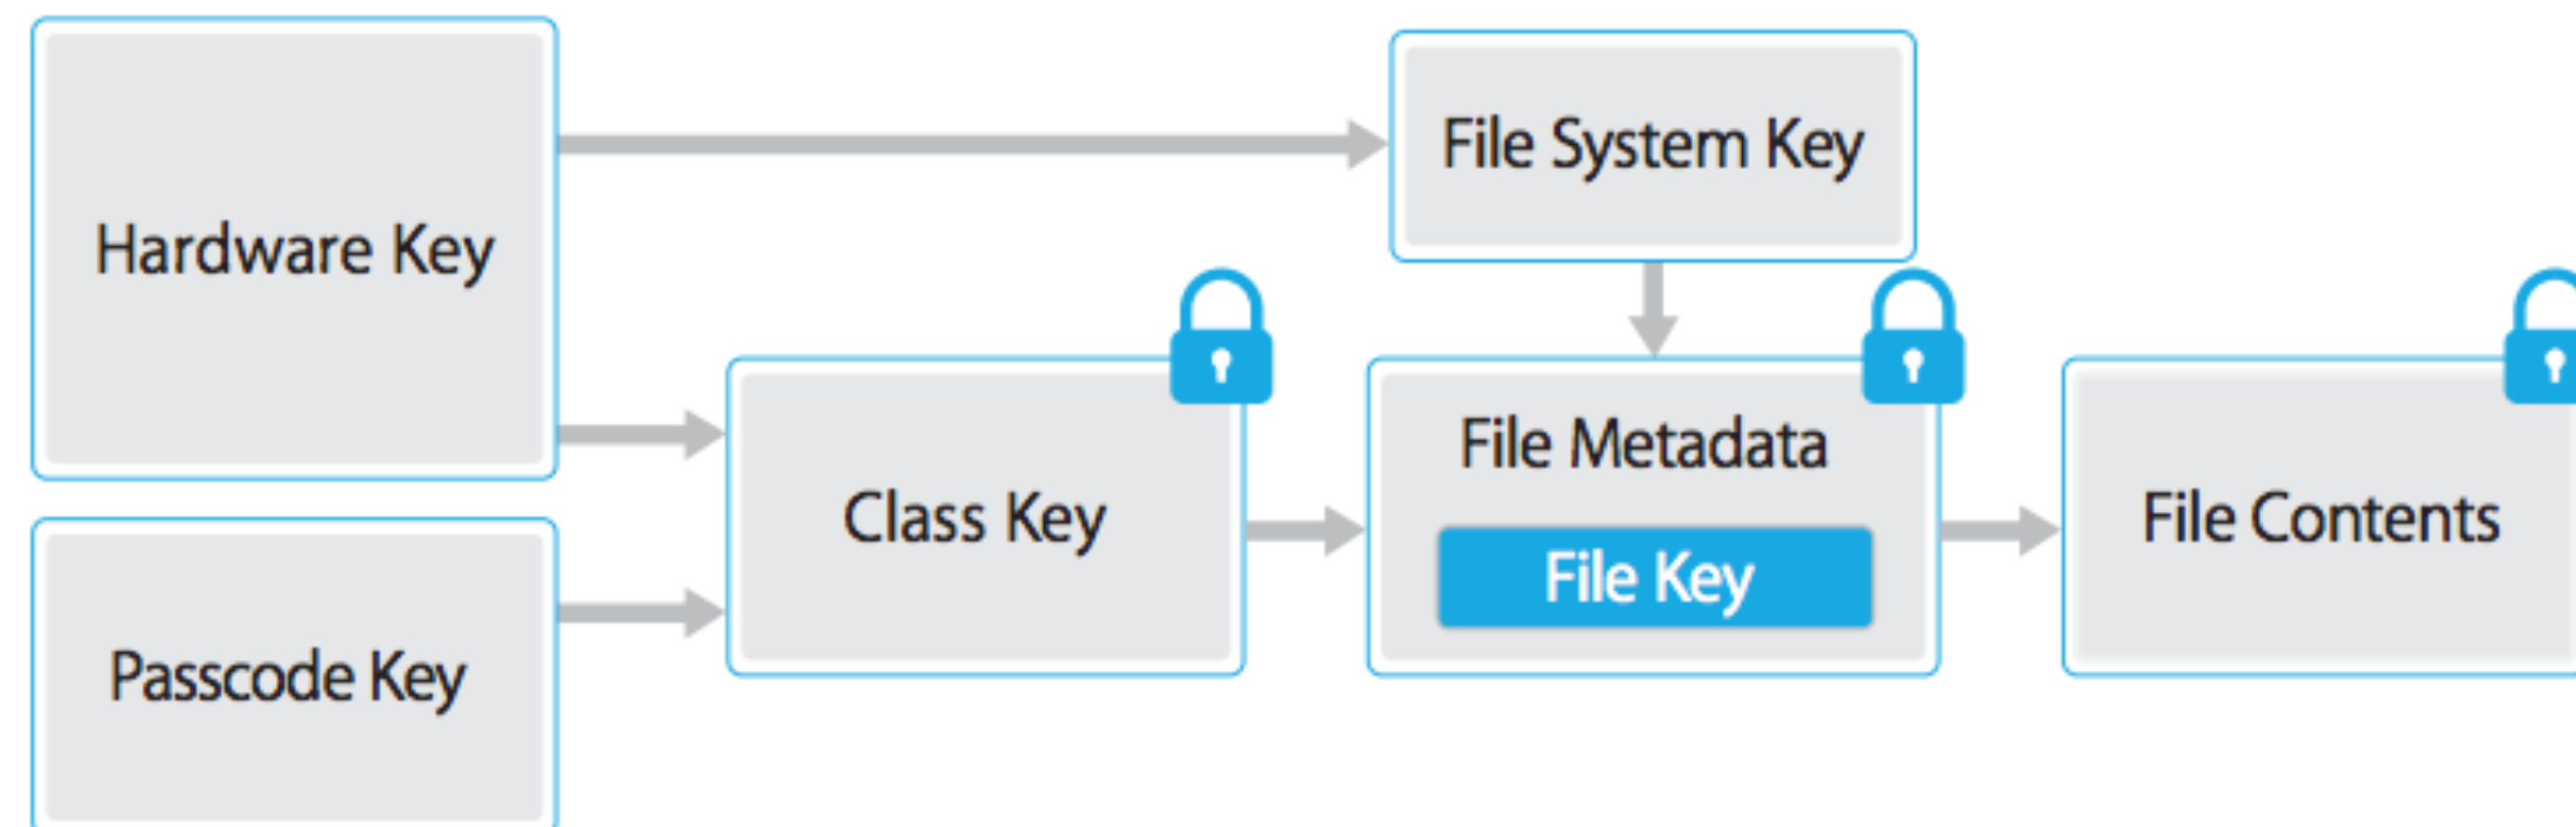 Hardware Key
File System Key
Class Key
File Metadata
File Key
File Contents
Passcode Key